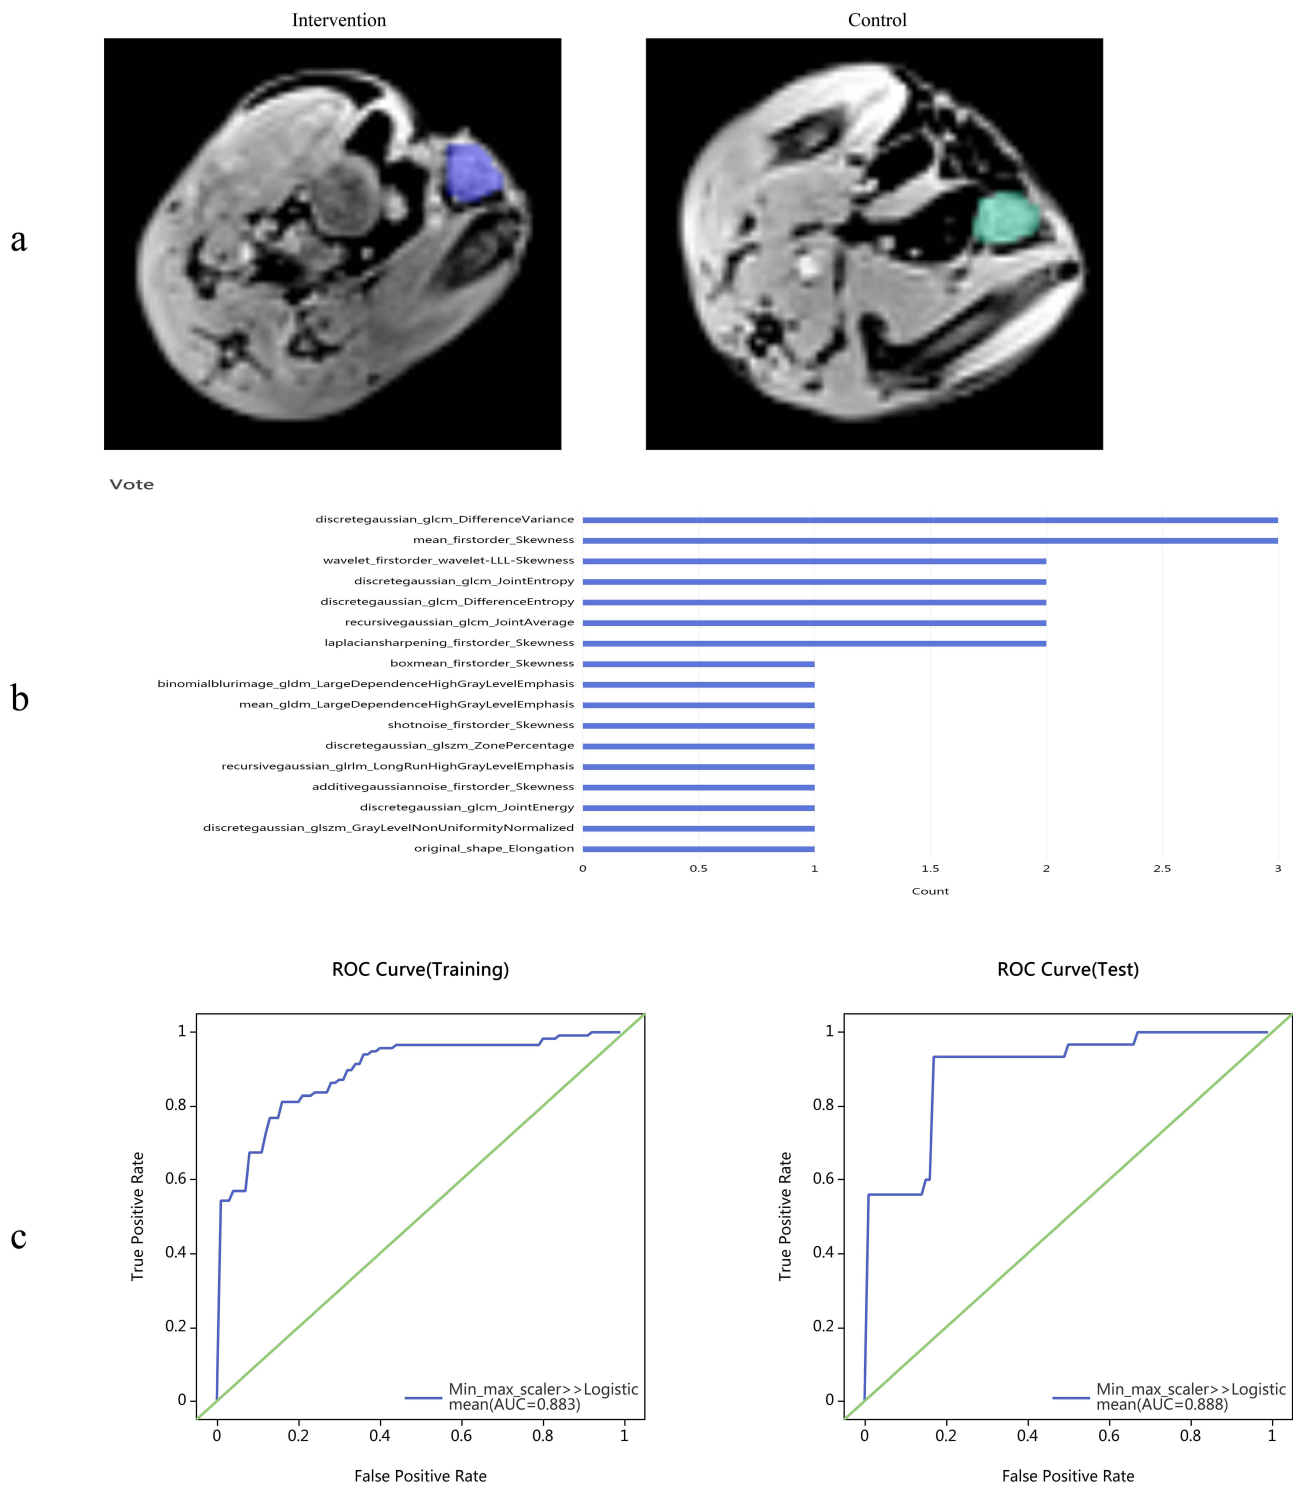 Intervention
Control
a
Vote
discretegaussian_glcm_DifferenceVariance
mean_firstorder_Skewness
wavelet_firstorder_wavelet-LLL-Skewness
discretegaussian_glcm_JointEntropy
discretegaussian_glcm_DifferenceEntropy
recursivegaussian_glcm_JointAverage
laplaciansharpening_firstorder_Skewness
boxmean_firstorder_Skewness
binomialblurimage_gldm_LargeDependenceHighGrayLevelEmphasis
mean_gldm_LargeDependenceHighGrayLevelEmphasis
shotnoise_firstorder_Skewness
discretegaussian_glszm_ZonePercentage
recursivegaussian_glrlm_LongRunHighGrayLevelEmphasis
additivegaussiannoise_firstorder_Skewness
discretegaussian_glcm_JointEnergy
discretegaussian_glszm_GrayLevelNonUniformityNormalized
original_shape_Elongation
0 0.5 1 1.5 2 2.5 3
Count
b
ROC Curve(Training)
1
0.8
0.6
0.4
0.2
0
True Positive Rate
Min_max_scaler>>Logistic
mean(AUC=0.883)
0 0.2 0.4 0.6 0.8 1
False Positive Rate
c
ROC Curve(Test)
1
0.8
0.6
0.4
0.2
0
True Positive Rate
Min_max_scaler>>Logistic
mean(AUC=0.888)
0 0.2 0.4 0.6 0.8 1
False Positive Rate